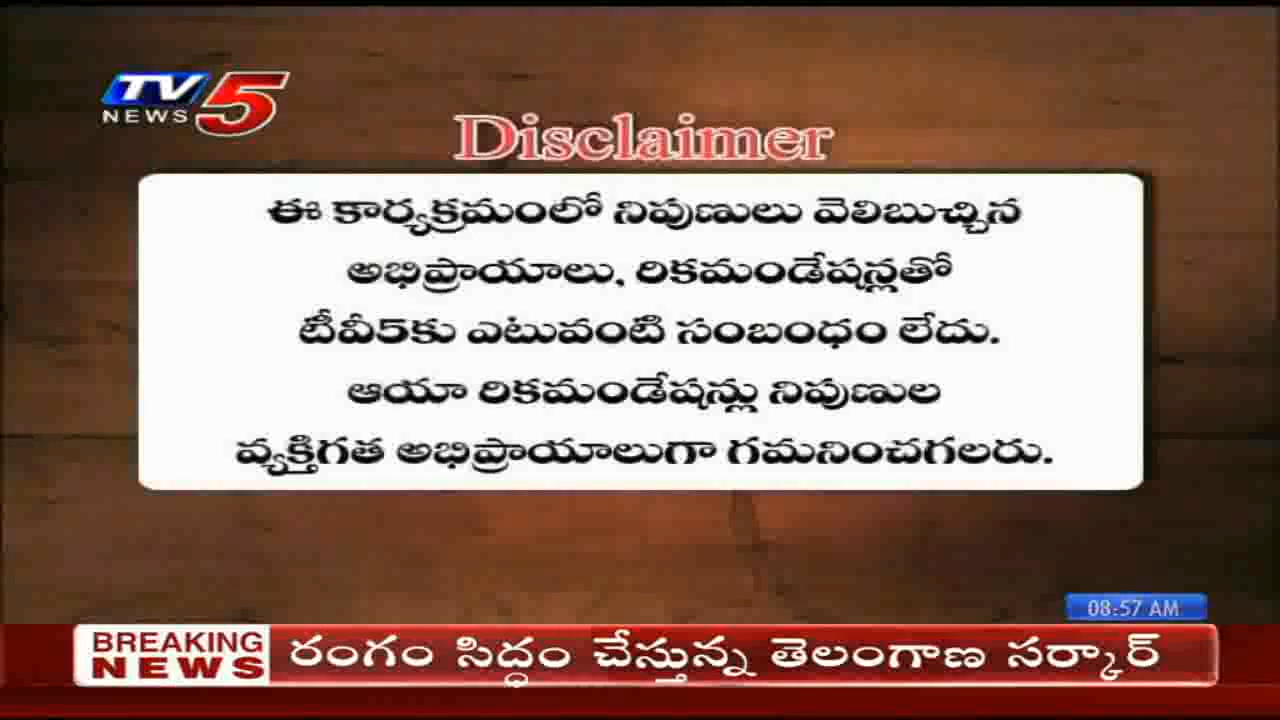 TV5
NEWS
Disclaimer
ఈ కార్యక్రమంలో నిపుణులు వెలిబుచ్చిన
అభిప్రాయాలు, రికమండేషన్లతో
టీవీ5కు ఎటువంటి సంబంధం లేదు.
ఆయా రికమండేషన్లు నిపుణుల
వ్యక్తిగత అభిప్రాయాలుగా గమనించగలరు.
08:57 AM
BREAKING
NEWS
రంగం సిద్ధం చేస్తున్న తెలంగాణ సర్కార్